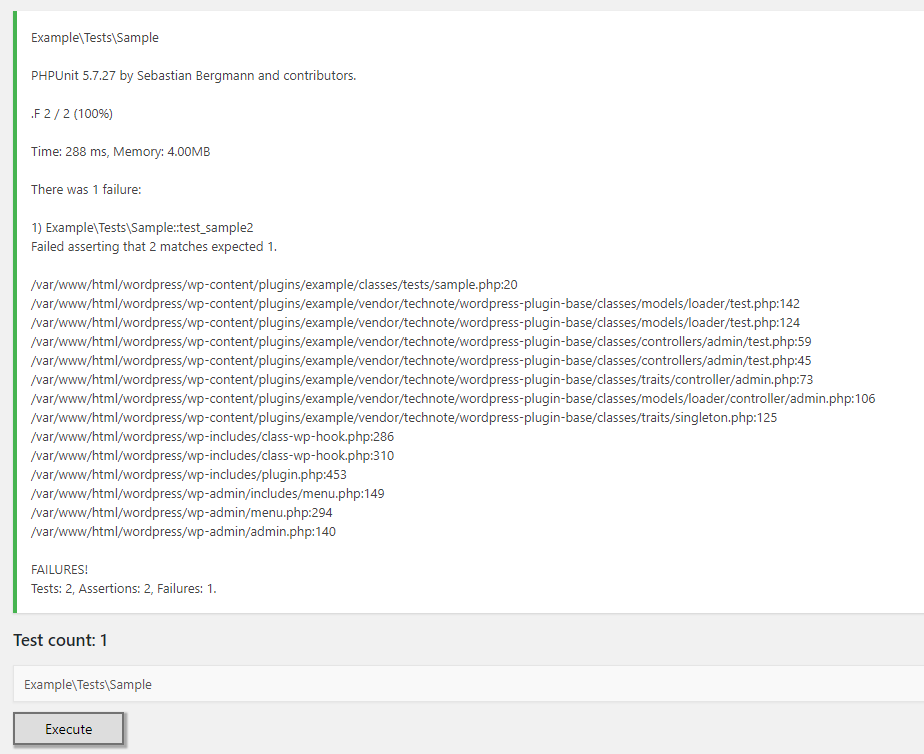 Example\Tests\Sample
PHPUnit 5.7.27 by Sebastian Bergmann and contributors.
.F 2 / 2 (100%)
Time: 288 ms, Memory: 4.00MB
There was 1 failure:
1) Example\Tests\Sample::test_sample2
Failed asserting that 2 matches expected 1.
/var/www/html/wordpress/wp-content/plugins/example/classes/tests/sample.php:20
/var/www/html/wordpress/wp-content/plugins/example/vendor/technote/wordpress-plugin-base/classes/models/loader/test.php:142
/var/www/html/wordpress/wp-content/plugins/example/vendor/technote/wordpress-plugin-base/classes/models/loader/test.php:124
/var/www/html/wordpress/wp-content/plugins/example/vendor/technote/wordpress-plugin-base/classes/controllers/admin/test.php:59
/var/www/html/wordpress/wp-content/plugins/example/vendor/technote/wordpress-plugin-base/classes/controllers/admin/test.php:45
/var/www/html/wordpress/wp-content/plugins/example/vendor/technote/wordpress-plugin-base/classes/traits/controller/admin.php:73
/var/www/html/wordpress/wp-content/plugins/example/vendor/technote/wordpress-plugin-base/classes/models/loader/controller/admin.php:106
/var/www/html/wordpress/wp-content/plugins/example/vendor/technote/wordpress-plugin-base/classes/traits/singleton.php:125
/var/www/html/wordpress/wp-includes/class-wp-hook.php:286
/var/www/html/wordpress/wp-includes/class-wp-hook.php:310
/var/www/html/wordpress/wp-includes/plugin.php:453
/var/www/html/wordpress/wp-admin/includes/menu.php:149
/var/www/html/wordpress/wp-admin/menu.php:294
/var/www/html/wordpress/wp-admin/admin.php:140
FAILURES!
Tests: 2, Assertions: 2, Failures: 1.
Test count: 1
Example\Tests\Sample
Execute